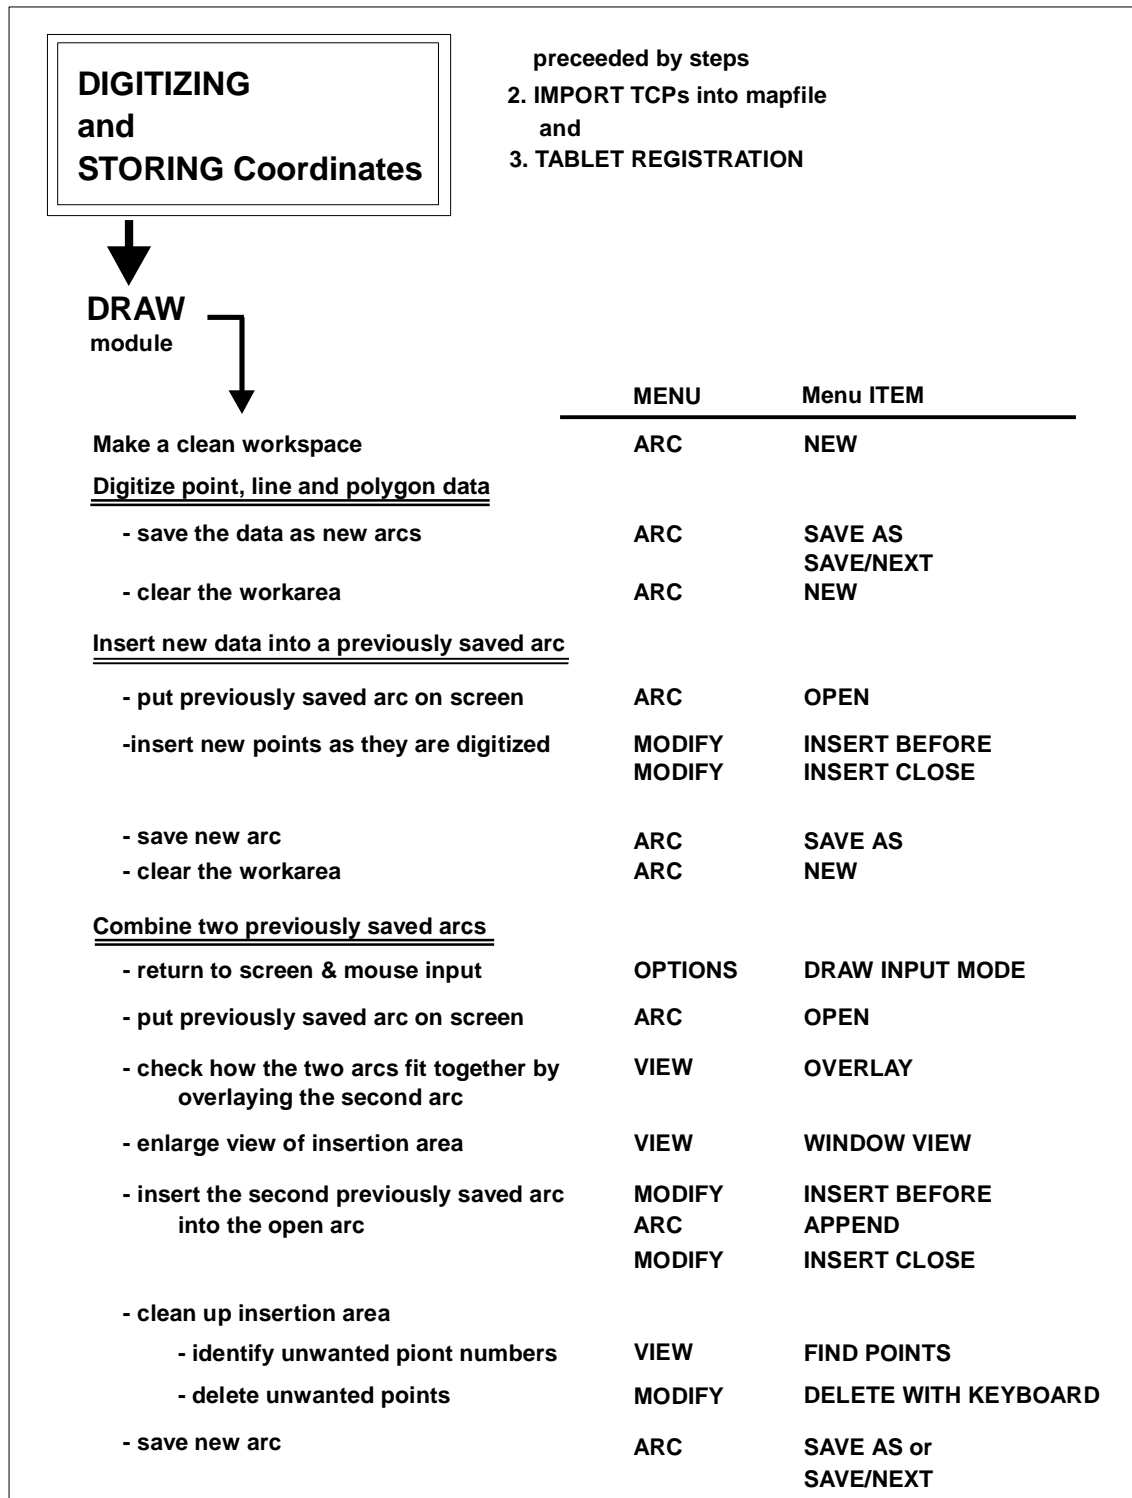 DIGITIZING
and
STORING Coordinates
preceeded by steps
2. IMPORT TCPs into mapfile
and
3. TABLET REGISTRATION
DRAW
module
MENU Menu ITEM
Make a clean workspace ARC NEW
Digitize point, line and polygon data
- save the data as new arcs ARC SAVE AS
SAVE/NEXT
- clear the workarea ARC NEW
Insert new data into a previously saved arc
- put previously saved arc on screen ARC OPEN
-insert new points as they are digitized MODIFY INSERT BEFORE
MODIFY INSERT CLOSE
- save new arc ARC SAVE AS
- clear the workarea ARC NEW
Combine two previously saved arcs
- return to screen & mouse input OPTIONS DRAW INPUT MODE
- put previously saved arc on screen ARC OPEN
- check how the two arcs fit together by VIEW OVERLAY
overlaying the second arc
- enlarge view of insertion area VIEW WINDOW VIEW
- insert the second previously saved arc MODIFY INSERT BEFORE
into the open arc ARC APPEND
MODIFY INSERT CLOSE
- clean up insertion area
- identify unwanted piont numbers VIEW FIND POINTS
- delete unwanted points MODIFY DELETE WITH KEYBOARD
- save new arc ARC SAVE AS or
SAVE/NEXT